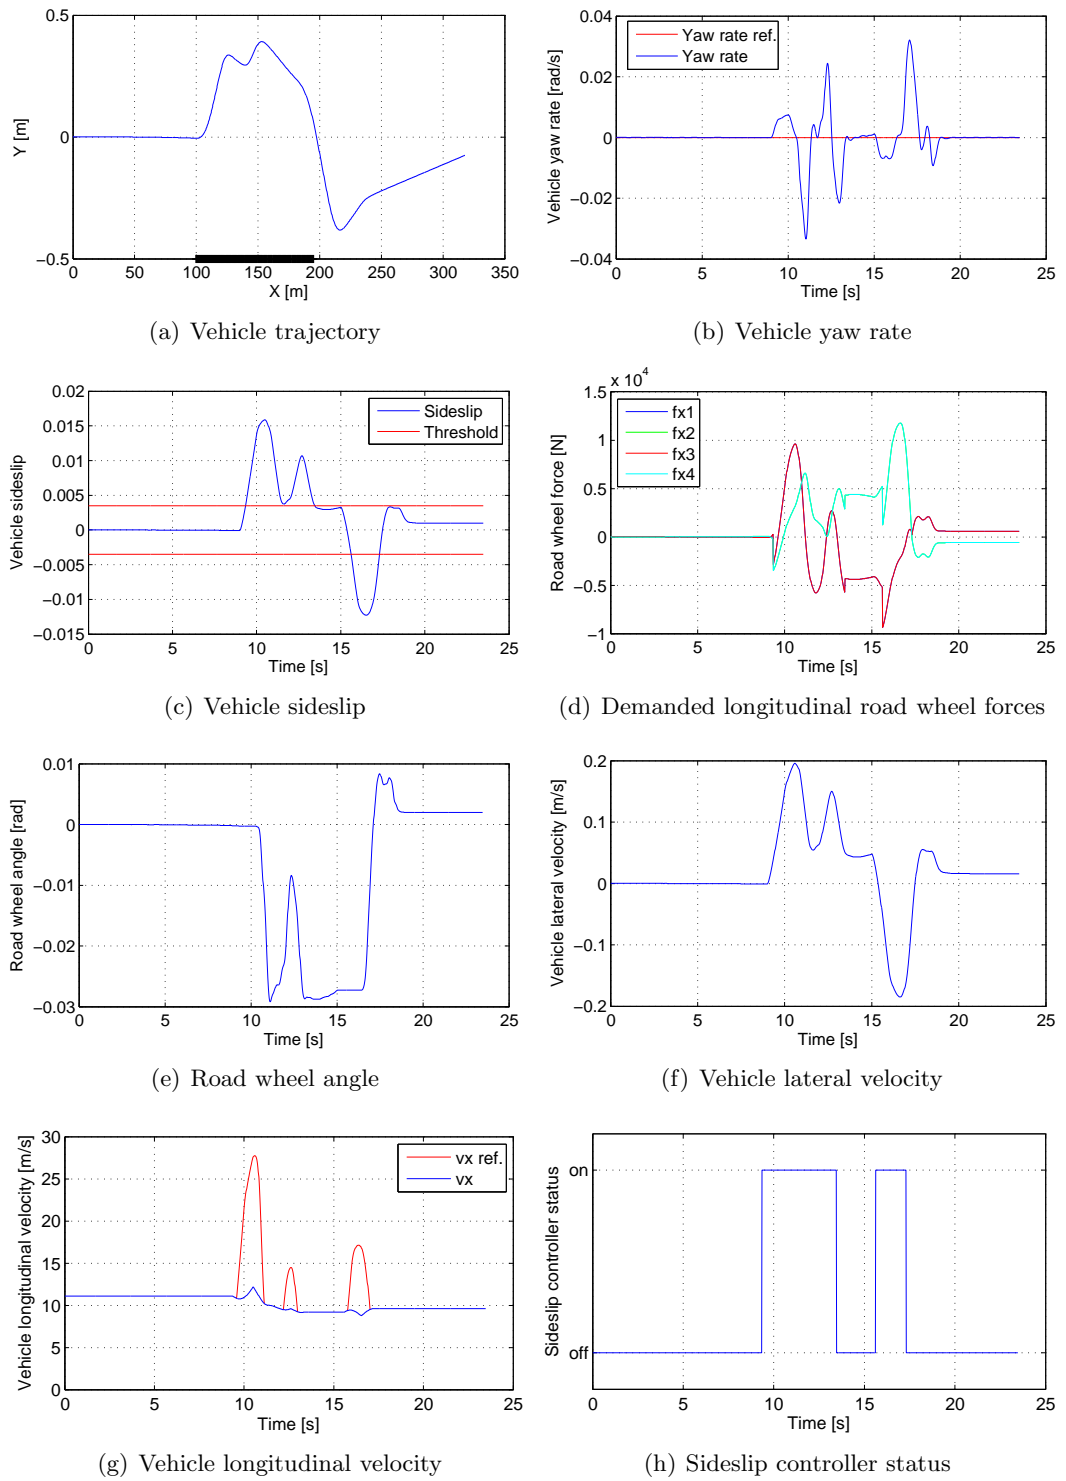 0.5
0
−0.5
Y [m]
0 50 100 150 200 250 300 350
X [m]
(a) Vehicle trajectory
0.04
0.02
0
−0.02
−0.04
Vehicle yaw rate [rad/s]
Yaw rate ref.
Yaw rate
0 5 10 15 20 25
Time [s]
(b) Vehicle yaw rate
0.02
0.015
0.01
0.005
0
−0.005
−0.01
−0.015
Vehicle sideslip
Sideslip
Threshold
0 5 10 15 20 25
Time [s]
(c) Vehicle sideslip
x 10^4
1.5
1
0.5
0
−0.5
−1
Road wheel force [N]
fx1
fx2
fx3
fx4
0 5 10 15 20 25
Time [s]
(d) Demanded longitudinal road wheel forces
0.01
0
−0.01
−0.02
−0.03
Road wheel angle [rad]
0 5 10 15 20 25
Time [s]
(e) Road wheel angle
0.2
0.1
0
−0.1
−0.2
Vehicle lateral velocity [m/s]
0 5 10 15 20 25
Time [s]
(f) Vehicle lateral velocity
30
25
20
15
10
5
0
Vehicle longitudinal velocity [m/s]
vx ref.
vx
0 5 10 15 20 25
Time [s]
(g) Vehicle longitudinal velocity
on
off
Sideslip controller status
0 5 10 15 20 25
Time [s]
(h) Sideslip controller status